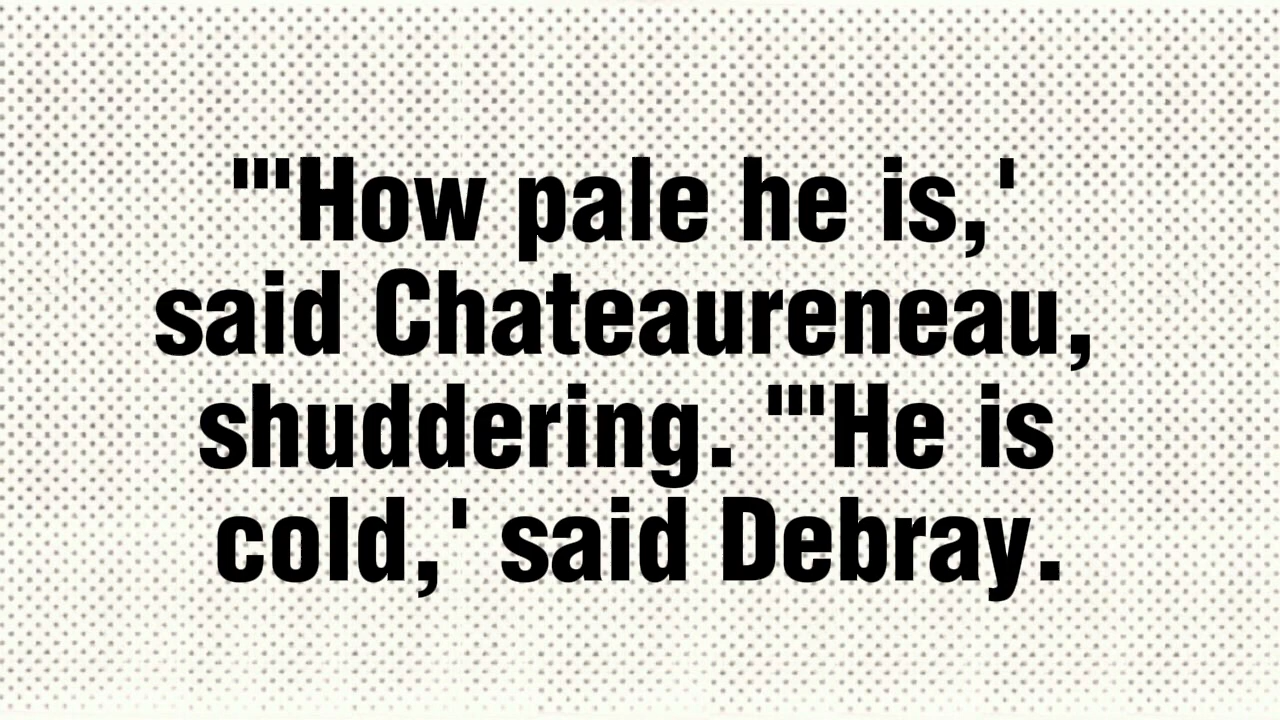 "'How pale he is,'
said Chateaureneau,
shuddering. "'He is
cold,' said Debray.